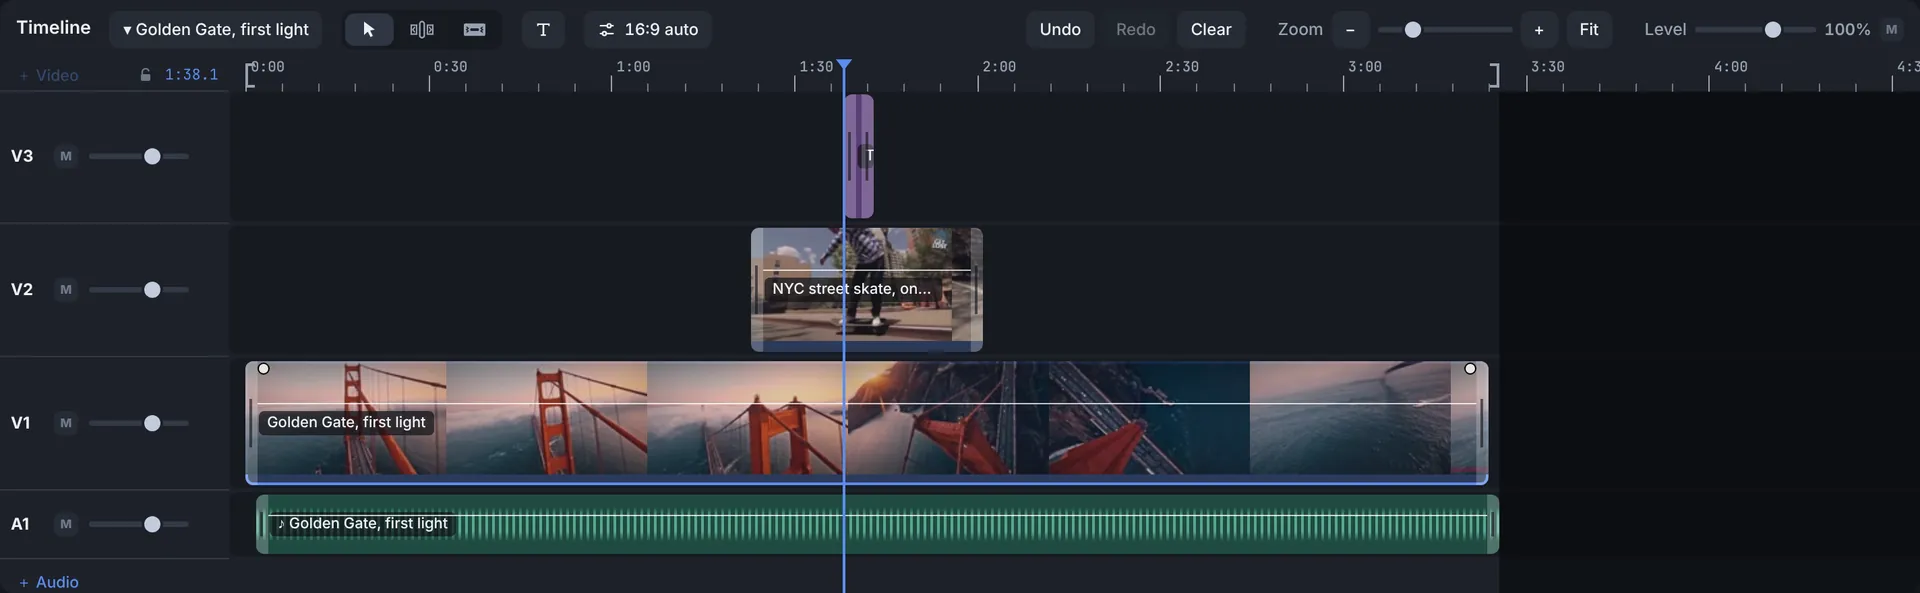 Timeline
▾ Golden Gate, first light
T
16:9 auto
Undo
Redo
Clear
Zoom
−
+
Fit
Level
100%
M
+ Video
1:38.1
0:00
0:30
1:00
1:30
2:00
2:30
3:00
3:30
4:00
4:3
V3
M
T
V2
M
NYC street skate, on...
V1
M
Golden Gate, first light
A1
M
♪ Golden Gate, first light
+ Audio